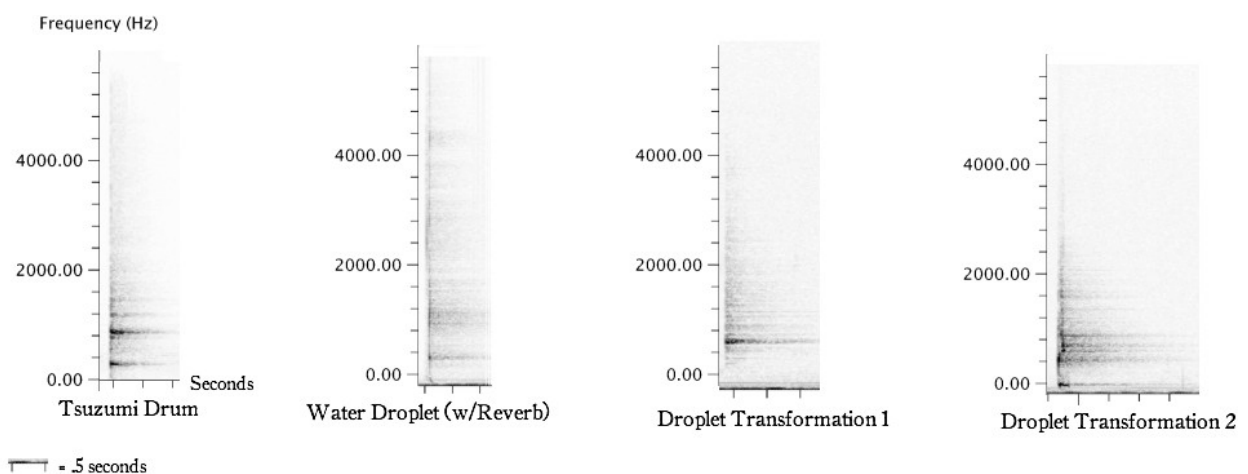 Frequency (Hz)
4000.00
2000.00
0.00
Seconds
Tsuzumi Drum
4000.00
2000.00
0.00
Water Droplet (w/Reverb)
4000.00
2000.00
0.00
Droplet Transformation 1
4000.00
2000.00
0.00
Droplet Transformation 2
= .5 seconds